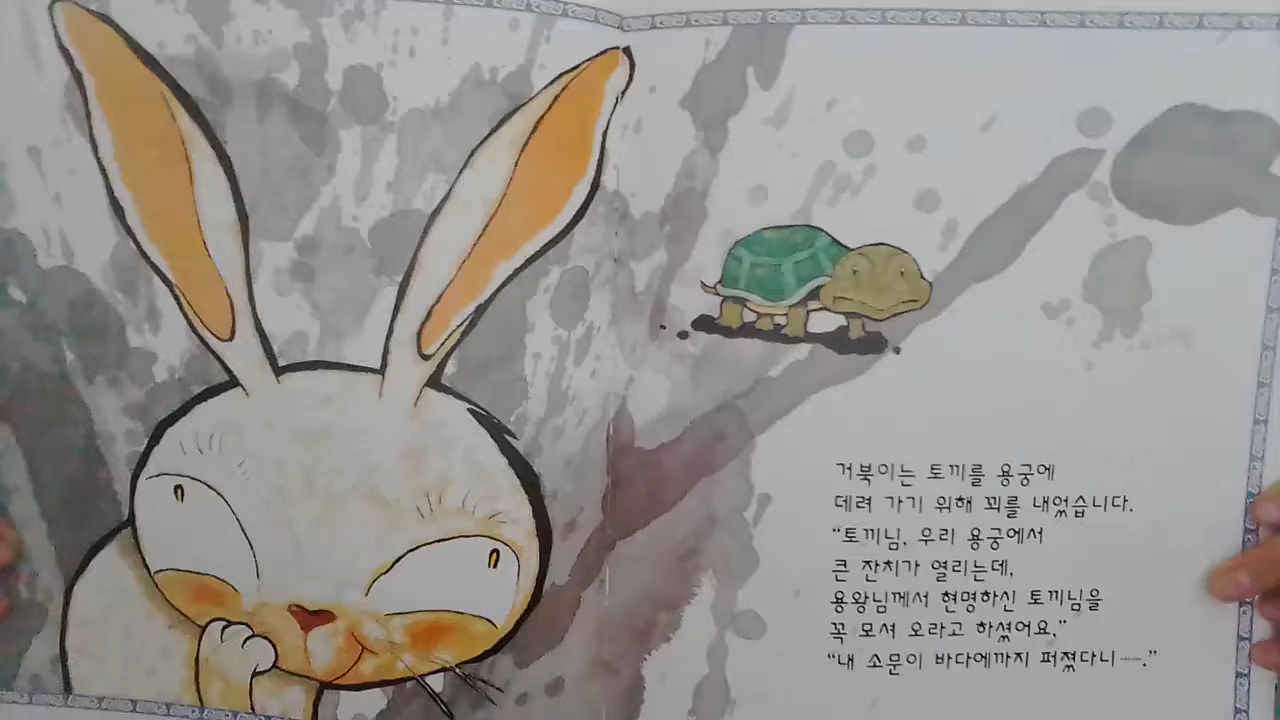 거북이는 토끼를 용궁에
데려 가기 위해 꾀를 내었습니다.
“토끼님, 우리 용궁에서
큰 잔치가 열리는데,
용왕님께서 현명하신 토끼님을
꼭 모셔 오라고 하셨어요.”
“내 소문이 바다에까지 퍼졌다니…….”